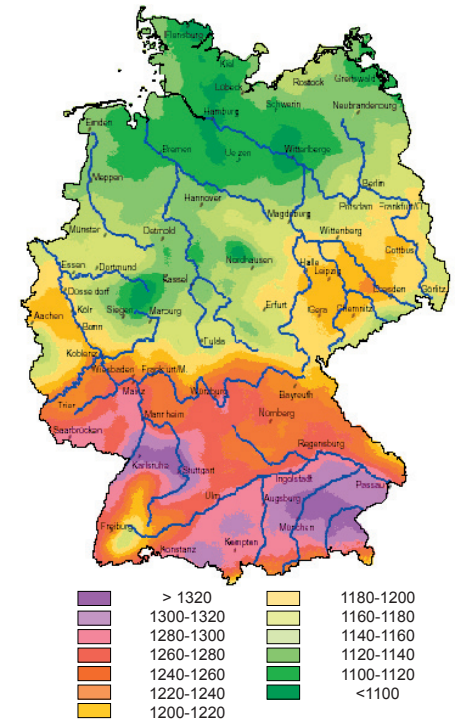 Flensburg
Kiel
Lübeck
Rostock
Greifswald
Hamburg
Schwerin
Neubrandenburg
Emden
Bremen
Uelzen
Wittenberge
Meppen
Berlin
Hannover
Potsdam
Frankfurt/O.
Magdeburg
Münster
Detmold
Wittenberg
Cottbus
Essen
Dortmund
Kassel
Nordhausen
Halle
Leipzig
Düsseldorf
Dresden
Görlitz
Aachen
Köln
Siegen
Marburg
Erfurt
Gera
Chemnitz
Bonn
Fulda
Koblenz
Wiesbaden
Frankfurt/M.
Trier
Mainz
Würzburg
Bayreuth
Mannheim
Nürnberg
Saarbrücken
Regensburg
Karlsruhe
Stuttgart
Ingolstadt
Passau
Ulm
Augsburg
Freiburg
München
Konstanz
Kempten
> 1320 1180-1200
1300-1320 1160-1180
1280-1300 1140-1160
1260-1280 1120-1140
1240-1260 1100-1120
1220-1240 <1100
1200-1220